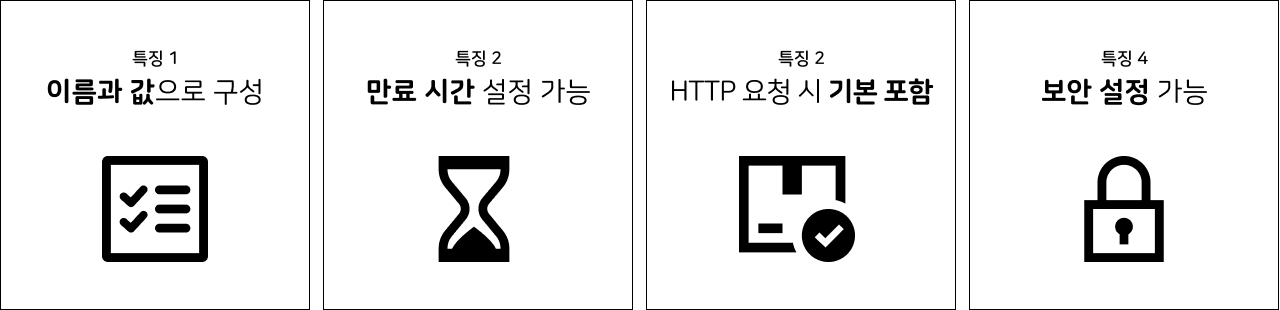 특징 1
이름과 값으로 구성
특징 2
만료 시간 설정 가능
특징 2
HTTP 요청 시 기본 포함
특징 4
보안 설정 가능